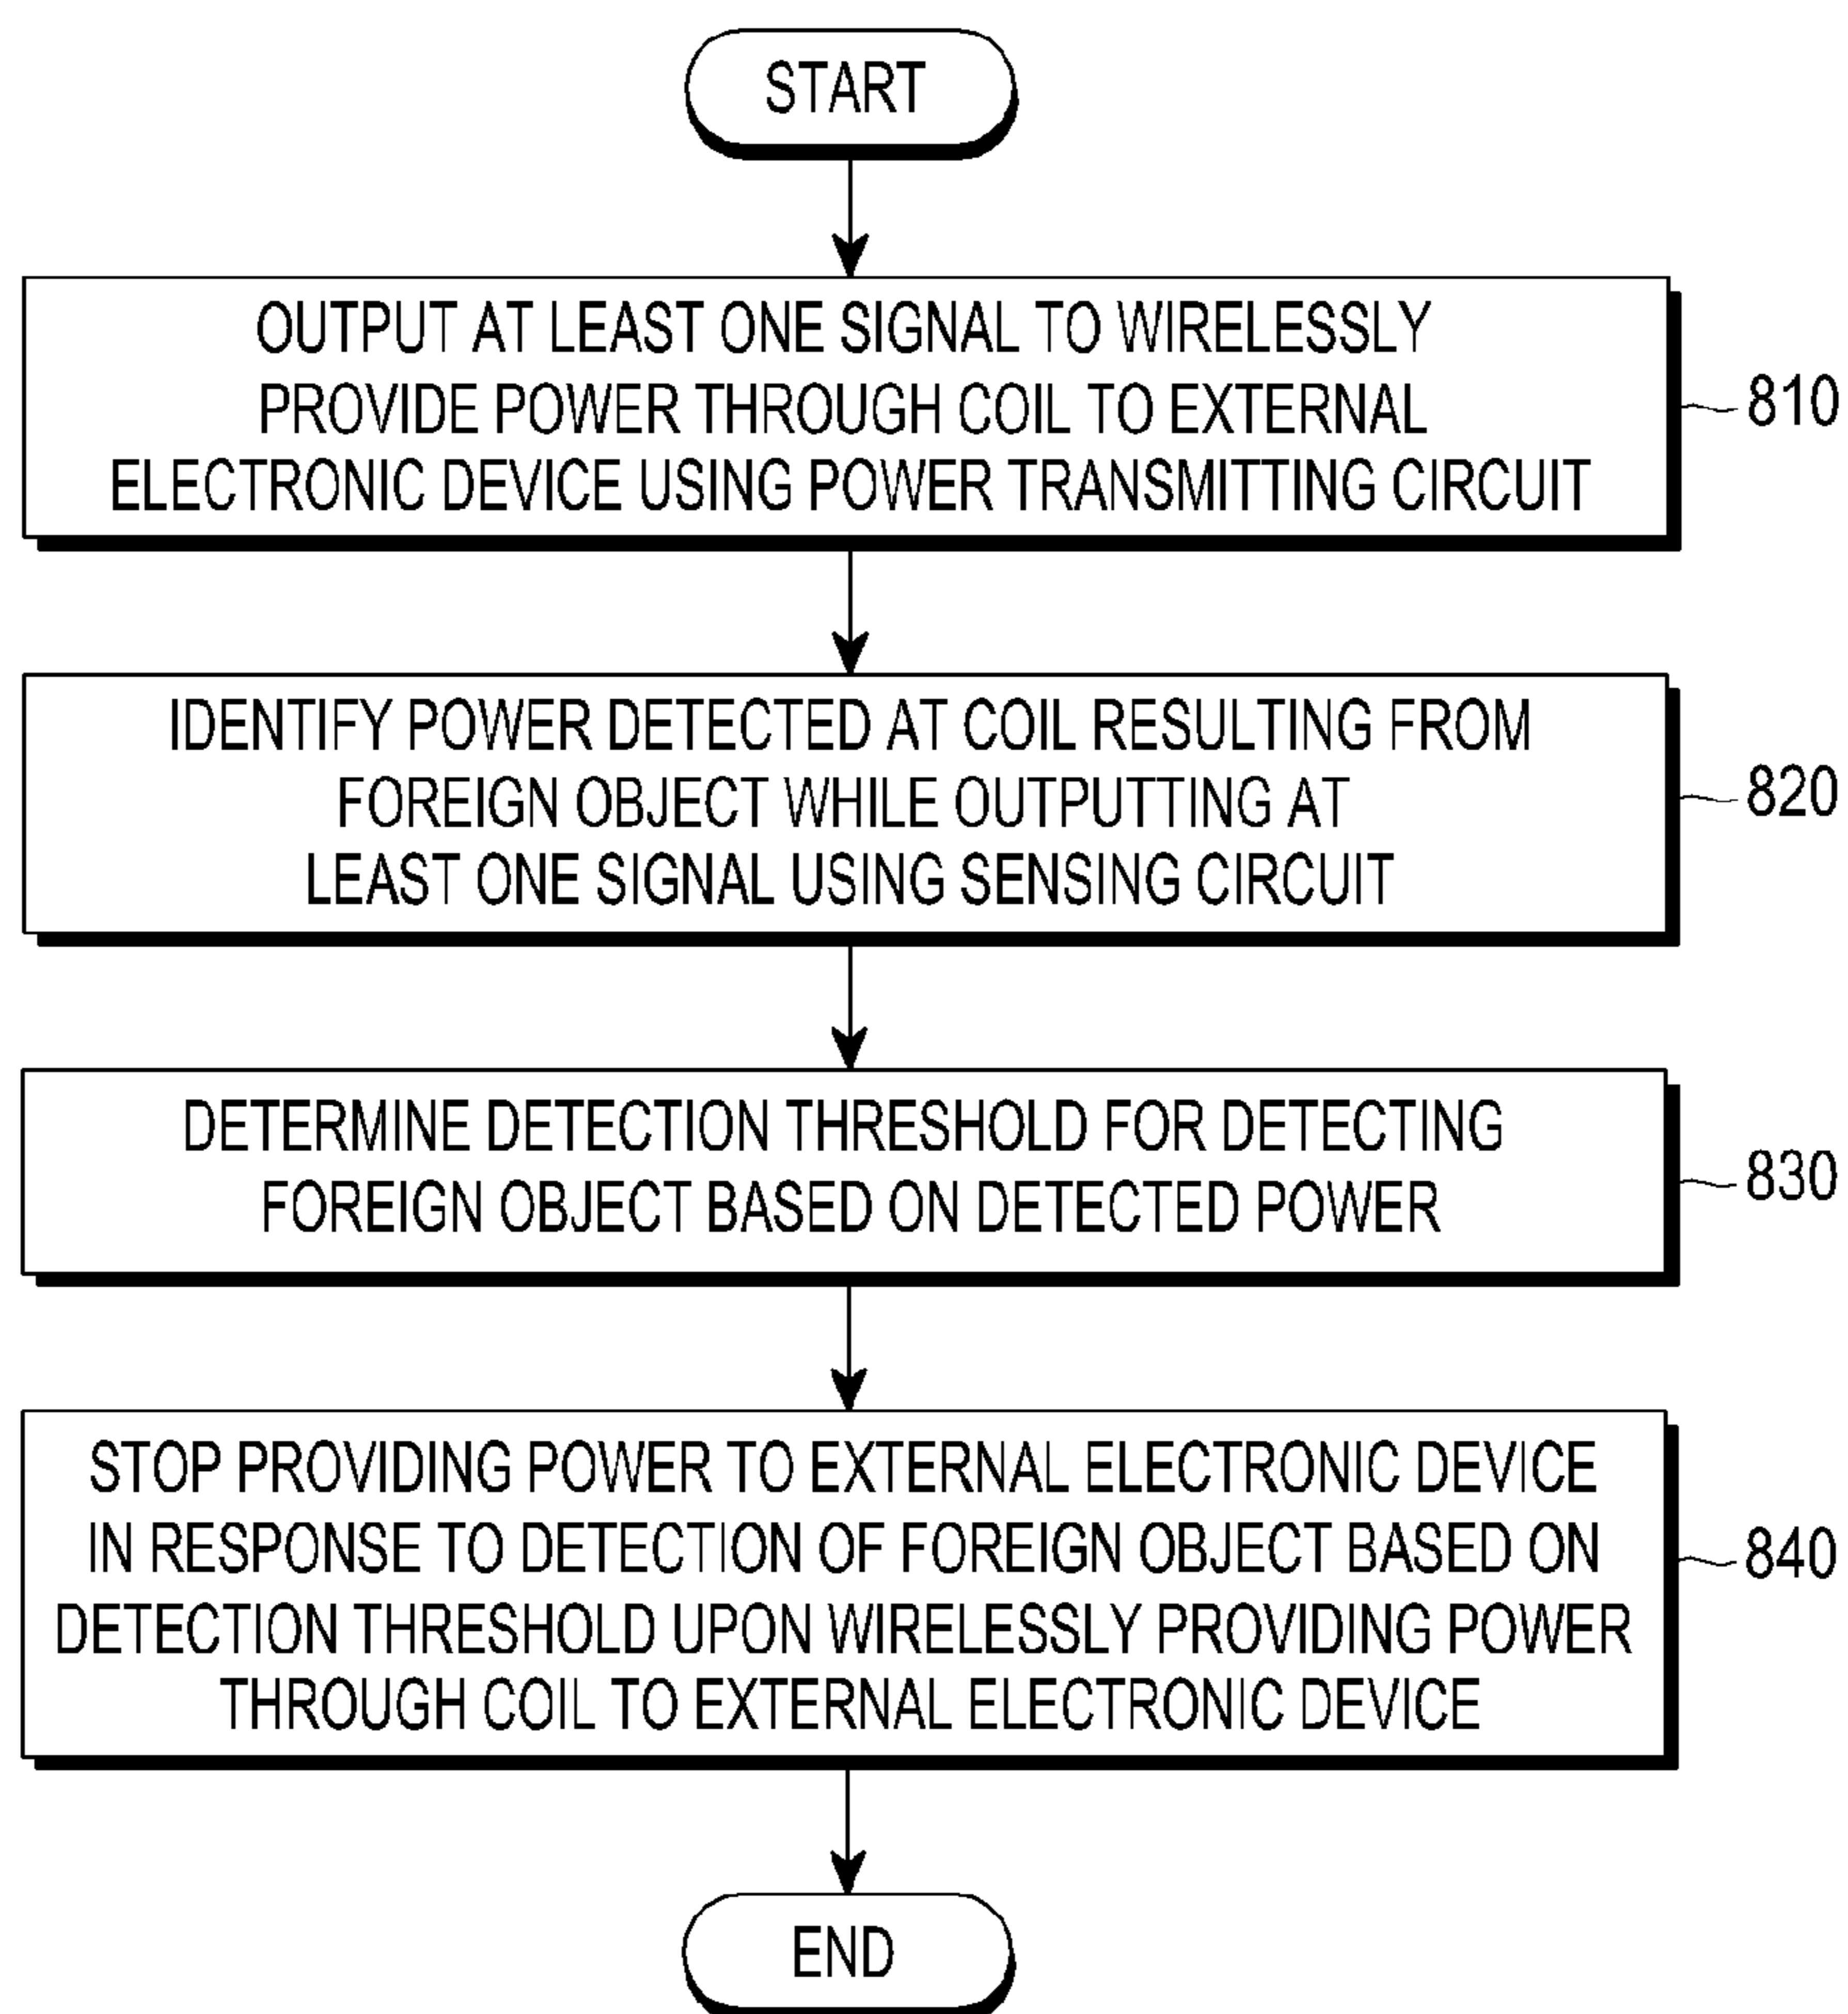 START
OUTPUT AT LEAST ONE SIGNAL TO WIRELESSLY
PROVIDE POWER THROUGH COIL TO EXTERNAL
ELECTRONIC DEVICE USING POWER TRANSMITTING CIRCUIT
810
IDENTIFY POWER DETECTED AT COIL RESULTING FROM
FOREIGN OBJECT WHILE OUTPUTTING AT
LEAST ONE SIGNAL USING SENSING CIRCUIT
820
DETERMINE DETECTION THRESHOLD FOR DETECTING
FOREIGN OBJECT BASED ON DETECTED POWER
830
STOP PROVIDING POWER TO EXTERNAL ELECTRONIC DEVICE
IN RESPONSE TO DETECTION OF FOREIGN OBJECT BASED ON
DETECTION THRESHOLD UPON WIRELESSLY PROVIDING POWER
THROUGH COIL TO EXTERNAL ELECTRONIC DEVICE
840
END